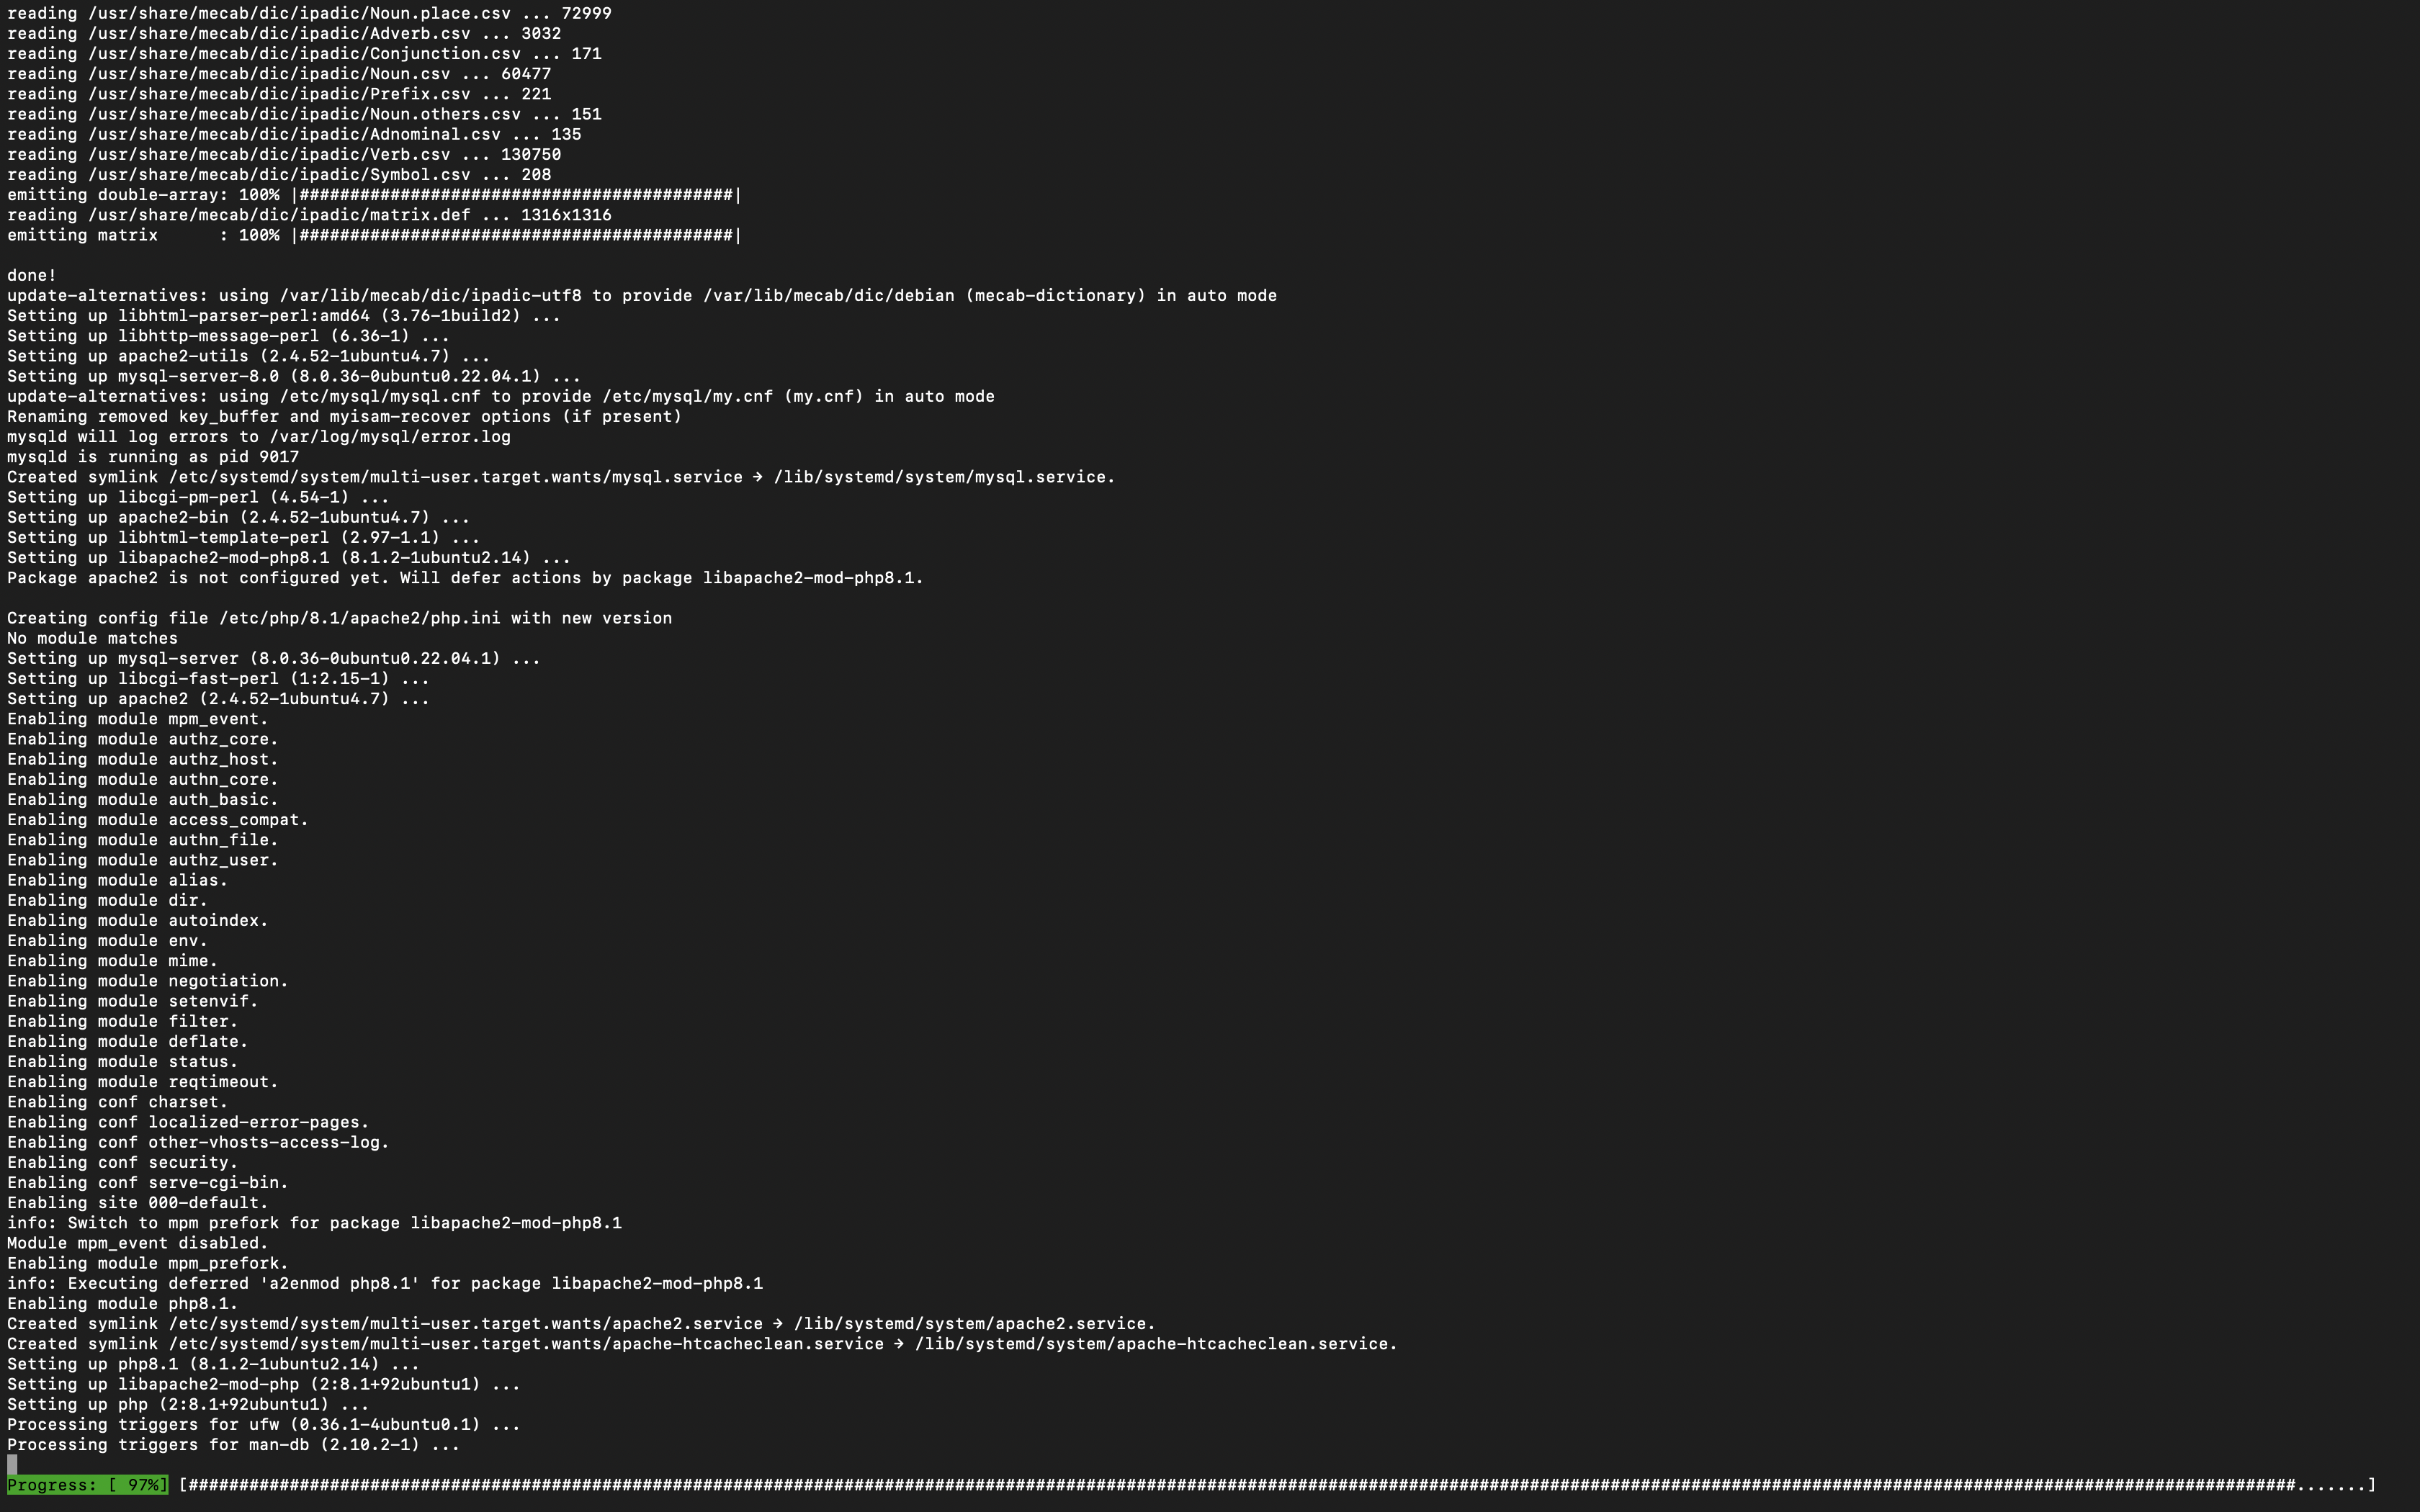 reading /usr/share/mecab/dic/ipadic/Noun.place.csv ... 72999
reading /usr/share/mecab/dic/ipadic/Adverb.csv ... 3032
reading /usr/share/mecab/dic/ipadic/Conjunction.csv ... 171
reading /usr/share/mecab/dic/ipadic/Noun.csv ... 60477
reading /usr/share/mecab/dic/ipadic/Prefix.csv ... 221
reading /usr/share/mecab/dic/ipadic/Noun.others.csv ... 151
reading /usr/share/mecab/dic/ipadic/Adnominal.csv ... 135
reading /usr/share/mecab/dic/ipadic/Verb.csv ... 130750
reading /usr/share/mecab/dic/ipadic/Symbol.csv ... 208
emitting double-array: 100% |###########################################|
reading /usr/share/mecab/dic/ipadic/matrix.def ... 1316x1316
emitting matrix      : 100% |###########################################|
done!
update-alternatives: using /var/lib/mecab/dic/ipadic-utf8 to provide /var/lib/mecab/dic/debian (mecab-dictionary) in auto mode
Setting up libhtml-parser-perl:amd64 (3.76-1build2) ...
Setting up libhttp-message-perl (6.36-1) ...
Setting up apache2-utils (2.4.52-1ubuntu4.7) ...
Setting up mysql-server-8.0 (8.0.36-0ubuntu0.22.04.1) ...
update-alternatives: using /etc/mysql/mysql.cnf to provide /etc/mysql/my.cnf (my.cnf) in auto mode
Renaming removed key_buffer and myisam-recover options (if present)
mysqld will log errors to /var/log/mysql/error.log
mysqld is running as pid 9017
Created symlink /etc/systemd/system/multi-user.target.wants/mysql.service → /lib/systemd/system/mysql.service.
Setting up libcgi-pm-perl (4.54-1) ...
Setting up apache2-bin (2.4.52-1ubuntu4.7) ...
Setting up libhtml-template-perl (2.97-1.1) ...
Setting up libapache2-mod-php8.1 (8.1.2-1ubuntu2.14) ...
Package apache2 is not configured yet. Will defer actions by package libapache2-mod-php8.1.
Creating config file /etc/php/8.1/apache2/php.ini with new version
No module matches
Setting up mysql-server (8.0.36-0ubuntu0.22.04.1) ...
Setting up libcgi-fast-perl (1:2.15-1) ...
Setting up apache2 (2.4.52-1ubuntu4.7) ...
Enabling module mpm_event.
Enabling module authz_core.
Enabling module authz_host.
Enabling module authn_core.
Enabling module auth_basic.
Enabling module access_compat.
Enabling module authn_file.
Enabling module authz_user.
Enabling module alias.
Enabling module dir.
Enabling module autoindex.
Enabling module env.
Enabling module mime.
Enabling module negotiation.
Enabling module setenvif.
Enabling module filter.
Enabling module deflate.
Enabling module status.
Enabling module reqtimeout.
Enabling conf charset.
Enabling conf localized-error-pages.
Enabling conf other-vhosts-access-log.
Enabling conf security.
Enabling conf serve-cgi-bin.
Enabling site 000-default.
info: Switch to mpm prefork for package libapache2-mod-php8.1
Module mpm_event disabled.
Enabling module mpm_prefork.
info: Executing deferred 'a2enmod php8.1' for package libapache2-mod-php8.1
Enabling module php8.1.
Created symlink /etc/systemd/system/multi-user.target.wants/apache2.service → /lib/systemd/system/apache2.service.
Created symlink /etc/systemd/system/multi-user.target.wants/apache-htcacheclean.service → /lib/systemd/system/apache-htcacheclean.service.
Setting up php8.1 (8.1.2-1ubuntu2.14) ...
Setting up libapache2-mod-php (2:8.1+92ubuntu1) ...
Setting up php (2:8.1+92ubuntu1) ...
Processing triggers for ufw (0.36.1-4ubuntu0.1) ...
Processing triggers for man-db (2.10.2-1) ...
Progress: [ 97%] [#################################################################################################################################################################################################################.......]